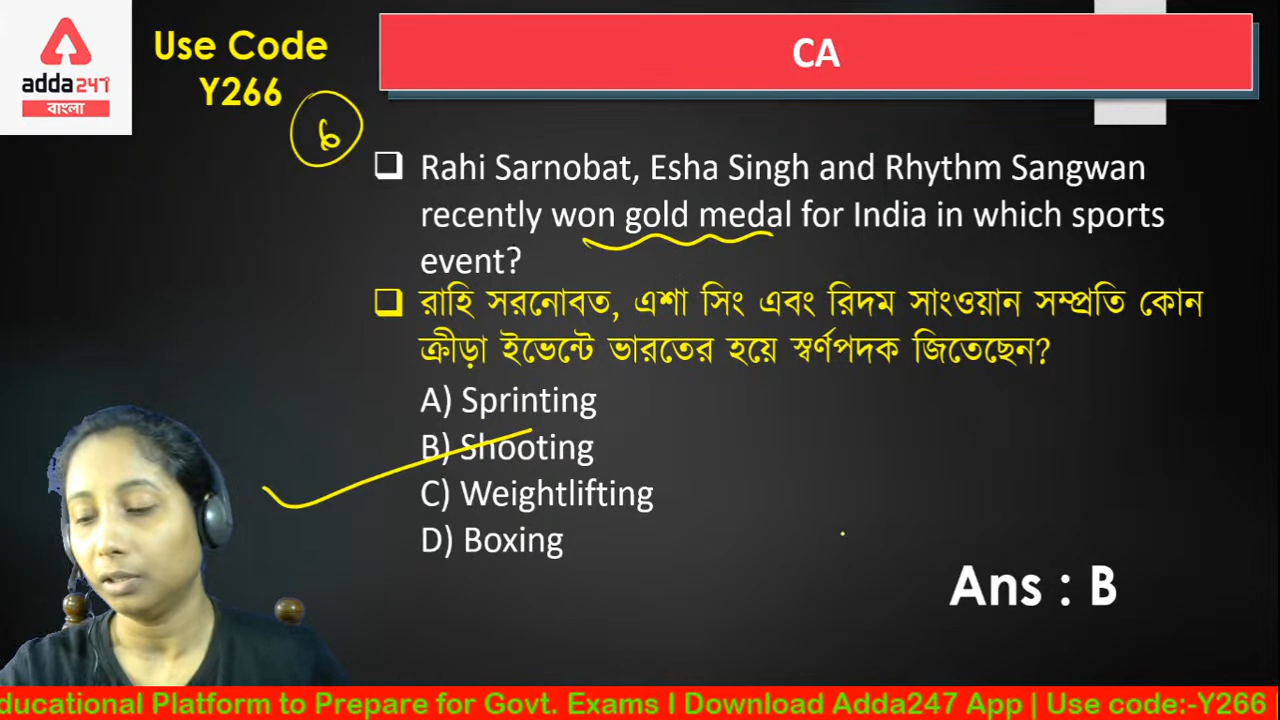 adda247
বাংলা
Use Code
Y266
CA
Rahi Sarnobat, Esha Singh and Rhythm Sangwan
recently won gold medal for India in which sports
event?
রাহি সরনোবত, এশা সিং এবং রিদম সাংওয়ান সম্প্রতি কোন
ক্রীড়া ইভেন্টে ভারতের হয়ে স্বর্ণপদক জিতেছেন?
A) Sprinting
B) Shooting
C) Weightlifting
D) Boxing
Ans : B
ducational Platform to Prepare for Govt. Exams I Download Adda247 App | Use code:-Y266